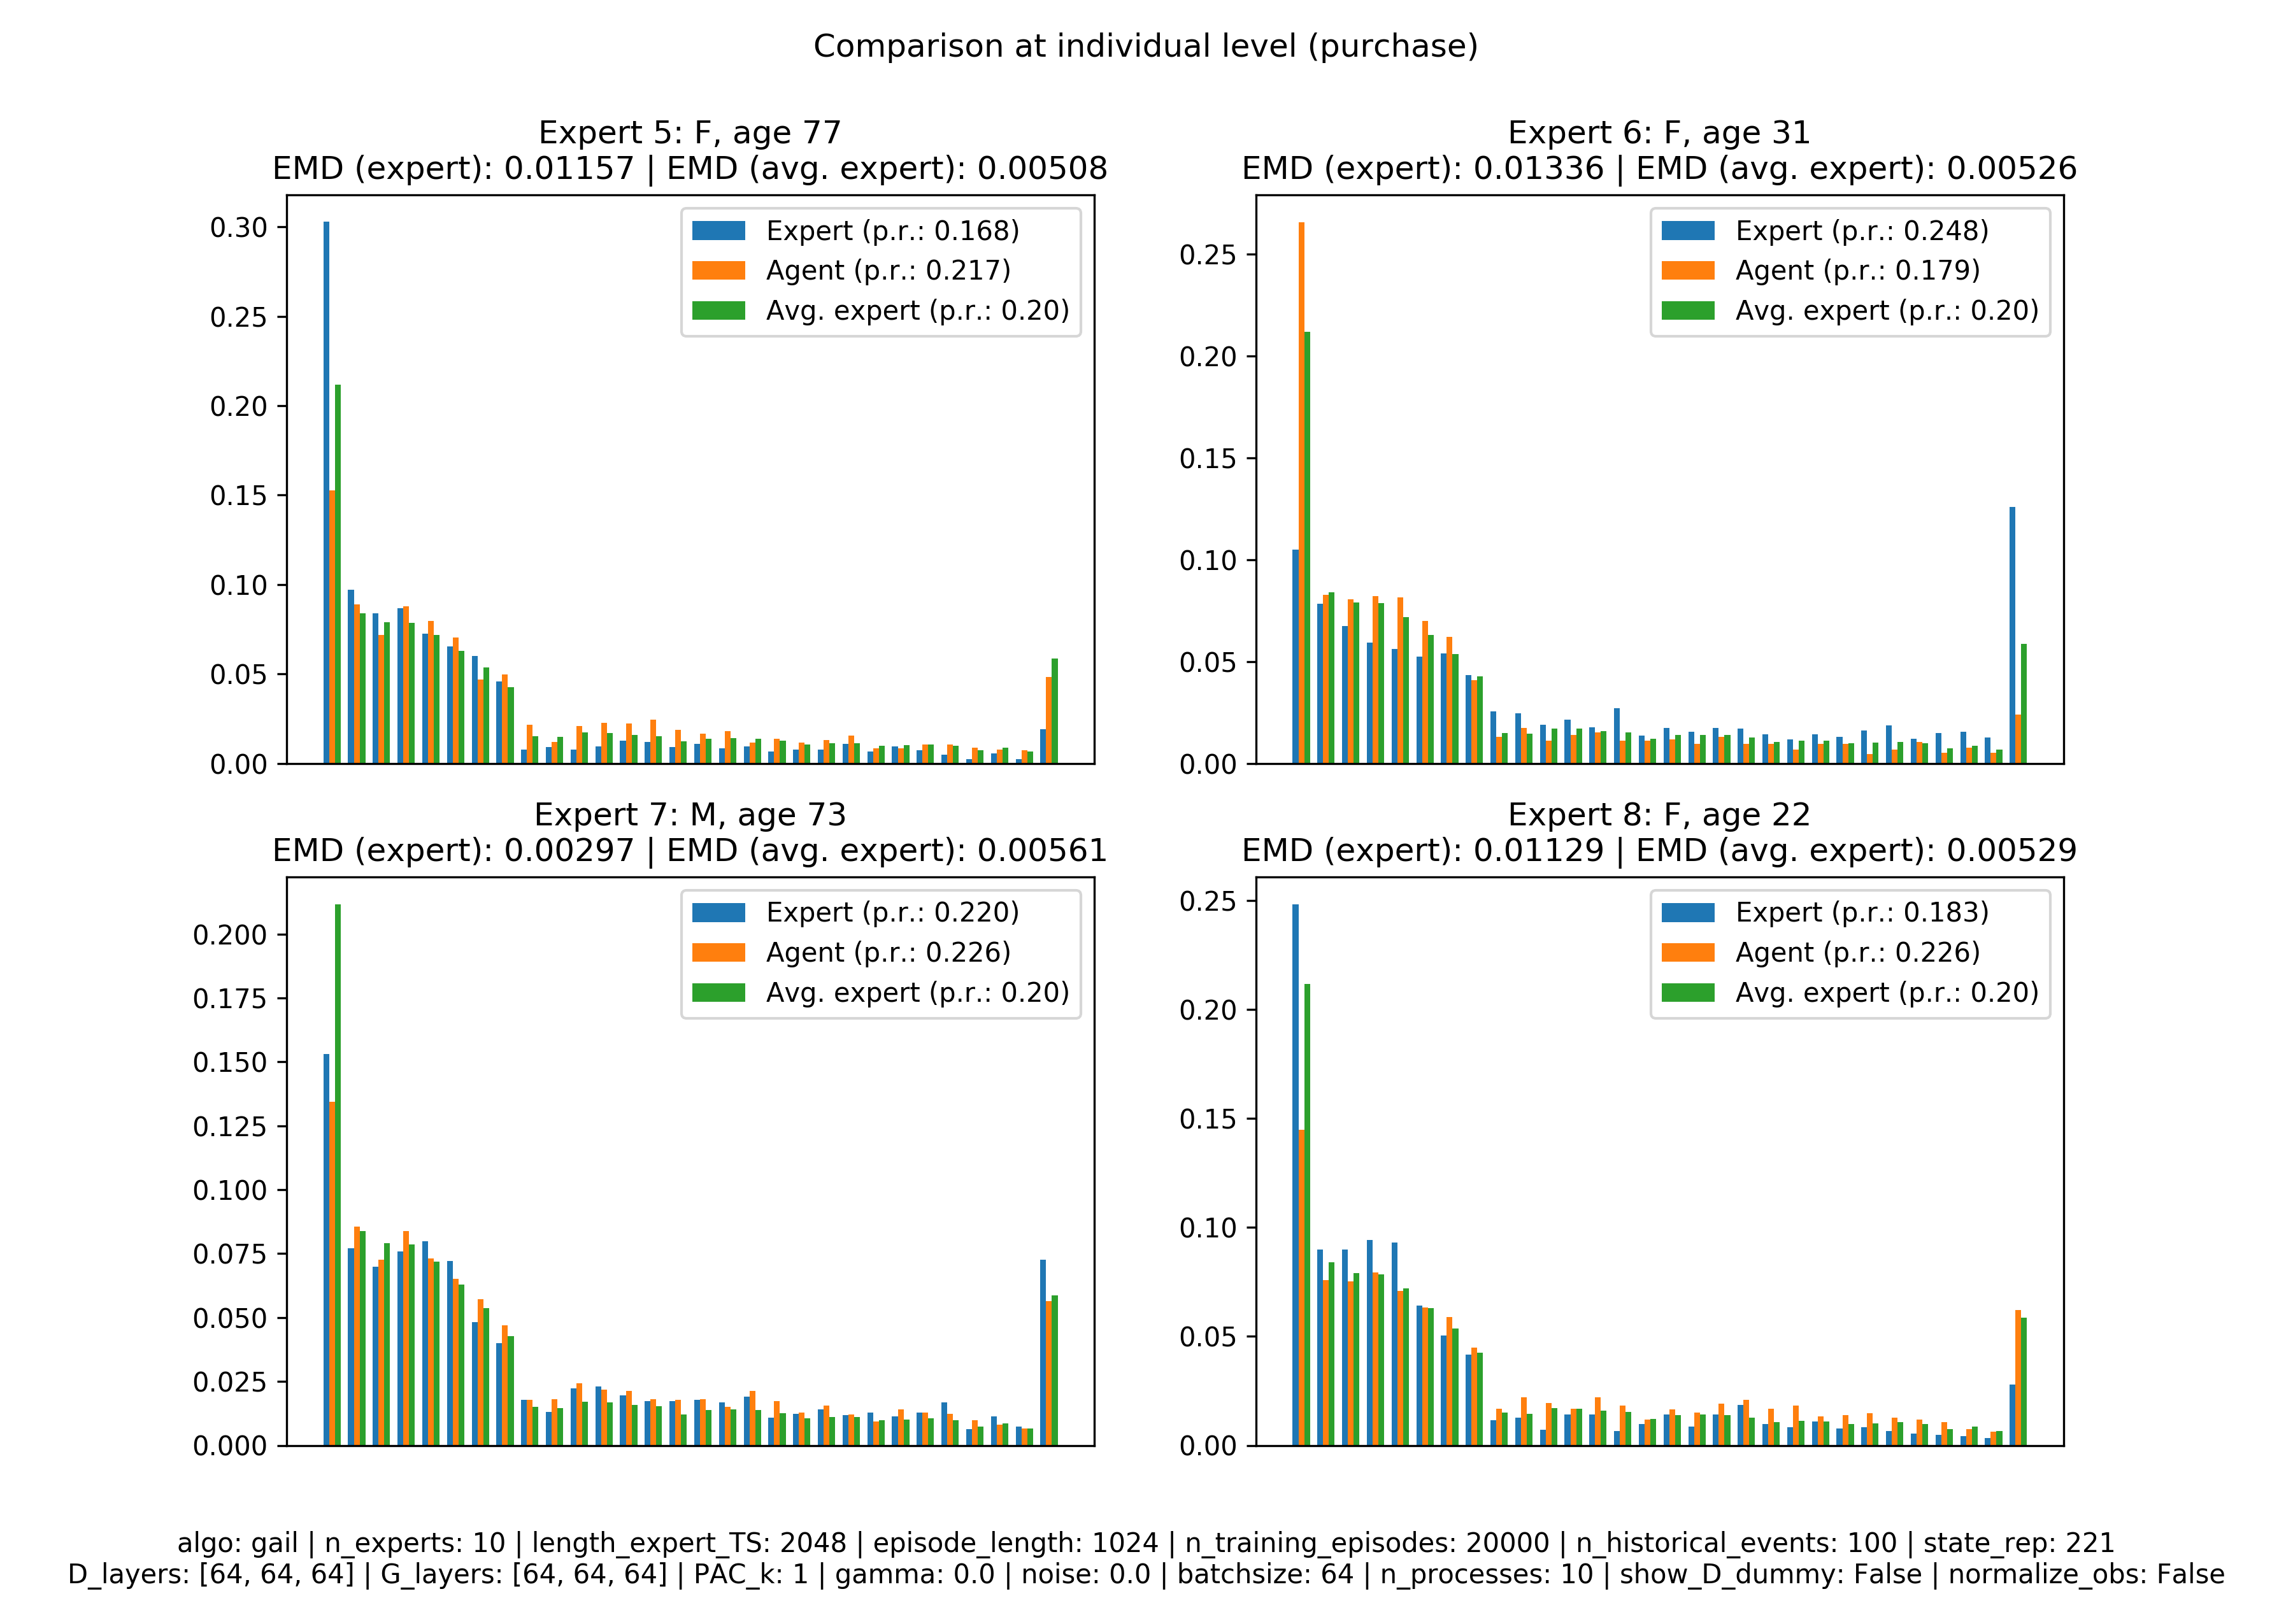 Comparison at individual level (purchase)
Expert 5: F, age 77
EMD (expert): 0.01157 | EMD (avg. expert): 0.00508
0.30
0.25
0.20
0.15
0.10
0.05
0.00
Expert (p.r.: 0.168)
Agent (p.r.: 0.217)
Avg. expert (p.r.: 0.20)
Expert 6: F, age 31
EMD (expert): 0.01336 | EMD (avg. expert): 0.00526
0.25
0.20
0.15
0.10
0.05
0.00
Expert (p.r.: 0.248)
Agent (p.r.: 0.179)
Avg. expert (p.r.: 0.20)
Expert 7: M, age 73
EMD (expert): 0.00297 | EMD (avg. expert): 0.00561
0.200
0.175
0.150
0.125
0.100
0.075
0.050
0.025
0.000
Expert (p.r.: 0.220)
Agent (p.r.: 0.226)
Avg. expert (p.r.: 0.20)
Expert 8: F, age 22
EMD (expert): 0.01129 | EMD (avg. expert): 0.00529
0.25
0.20
0.15
0.10
0.05
0.00
Expert (p.r.: 0.183)
Agent (p.r.: 0.226)
Avg. expert (p.r.: 0.20)
algo: gail | n_experts: 10 | length_expert_TS: 2048 | episode_length: 1024 | n_training_episodes: 20000 | n_historical_events: 100 | state_rep: 221
D_layers: [64, 64, 64] | G_layers: [64, 64, 64] | PAC_k: 1 | gamma: 0.0 | noise: 0.0 | batchsize: 64 | n_processes: 10 | show_D_dummy: False | normalize_obs: False